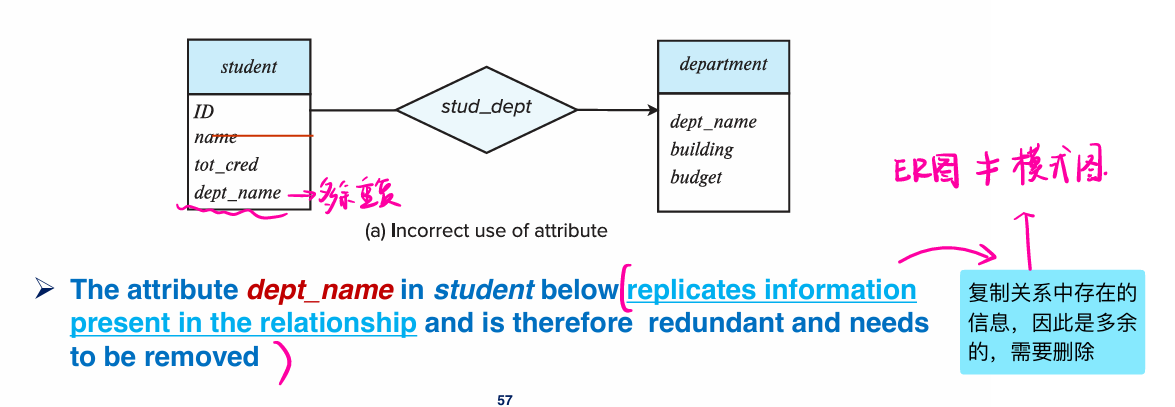 student
ID
name
tot_cred
dept_name
→多余重复
stud_dept
department
dept_name
building
budget
ER图 ≠ 模式图.
(a) Incorrect use of attribute
➤ The attribute dept_name in student below replicates information
present in the relationship and is therefore redundant and needs
to be removed
复制关系中存在的
信息，因此是多余
的，需要删除
57